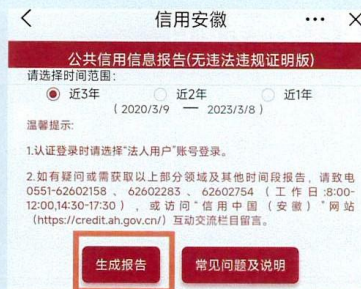 信用安徽
公共信用信息报告(无违法违规证明版)
请选择时间范围:
近3年 近2年 近1年
(2020/3/9 — 2023/3/8)
温馨提示:
1.认证登录时请选择“法人用户”账号登录。
2.如有疑问或需获取以上部分领域及其他时间段报告，请致电
0551-62602158 、 62602283 、 62602754 （工作日:8:00-
12:00,14:30-17:30），或访问“信用中国（安徽）”网站
（https://credit.ah.gov.cn/）互动交流栏目留言。
生成报告 常见问题及说明